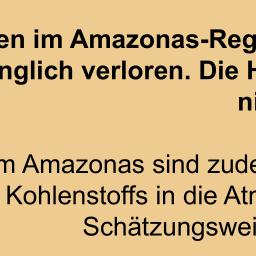 en im Amazonas-Reg
nglich verloren. Die H
ni
m Amazonas sind zude
Kohlenstoffs in die Atr
Schätzungswei